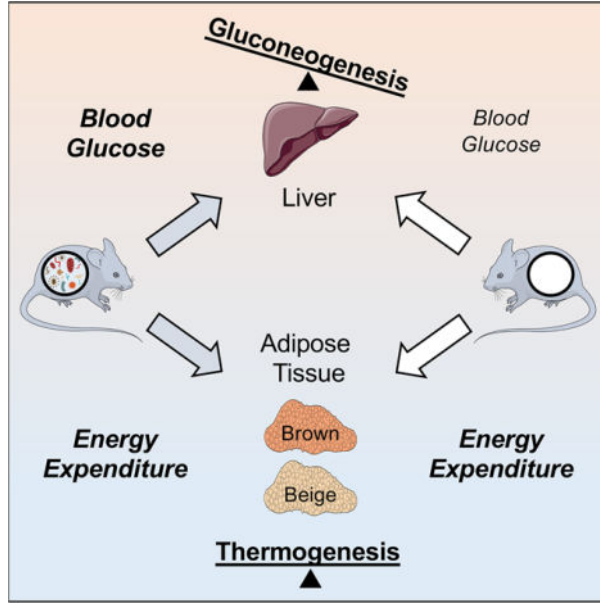 Gluconeogenesis
Blood
Glucose
Blood
Glucose
Liver
Adipose
Tissue
Energy
Expenditure
Brown
Beige
Energy
Expenditure
Thermogenesis